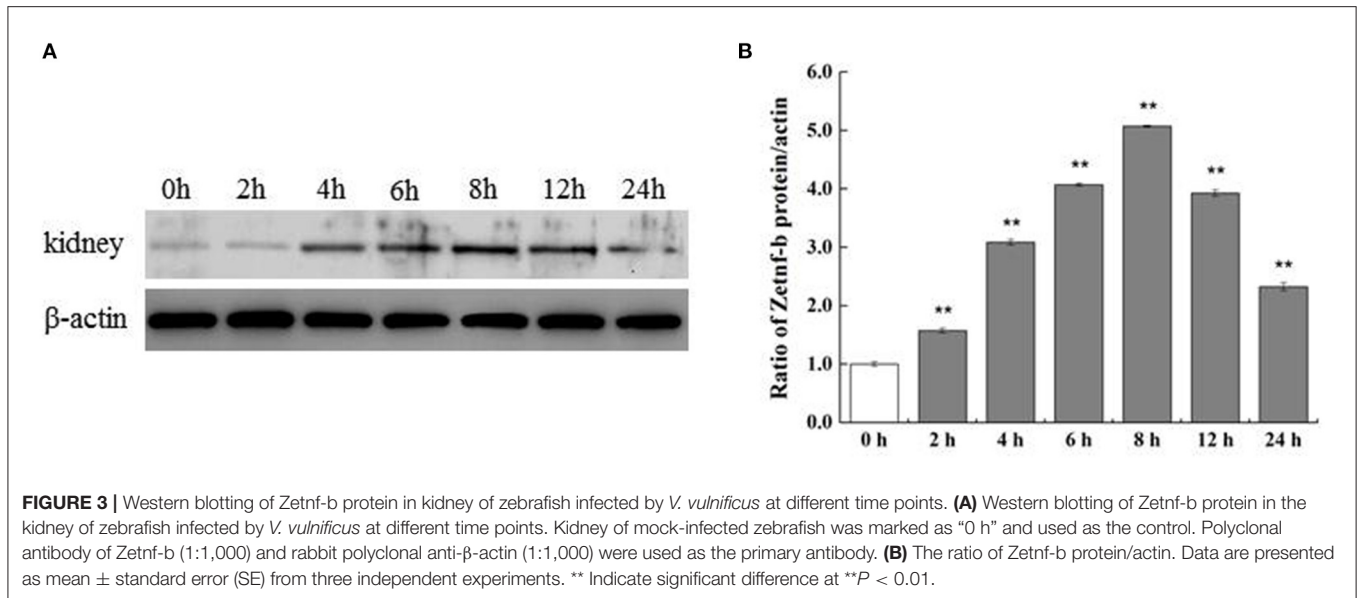 A
0h 2h 4h 6h 8h 12h 24h
kidney
β-actin
B
Ratio of Zetnf-b protein/actin
6.0
5.0
4.0
3.0
2.0
1.0
0.0
**
**
**
**
**
**
0 h 2 h 4 h 6 h 8 h 12 h 24 h
FIGURE 3 | Western blotting of Zetnf-b protein in kidney of zebrafish infected by V. vulnificus at different time points. (A) Western blotting of Zetnf-b protein in the
kidney of zebrafish infected by V. vulnificus at different time points. Kidney of mock-infected zebrafish was marked as “0 h” and used as the control. Polyclonal
antibody of Zetnf-b (1:1,000) and rabbit polyclonal anti-β-actin (1:1,000) were used as the primary antibody. (B) The ratio of Zetnf-b protein/actin. Data are presented
as mean ± standard error (SE) from three independent experiments. ** Indicate significant difference at **P < 0.01.